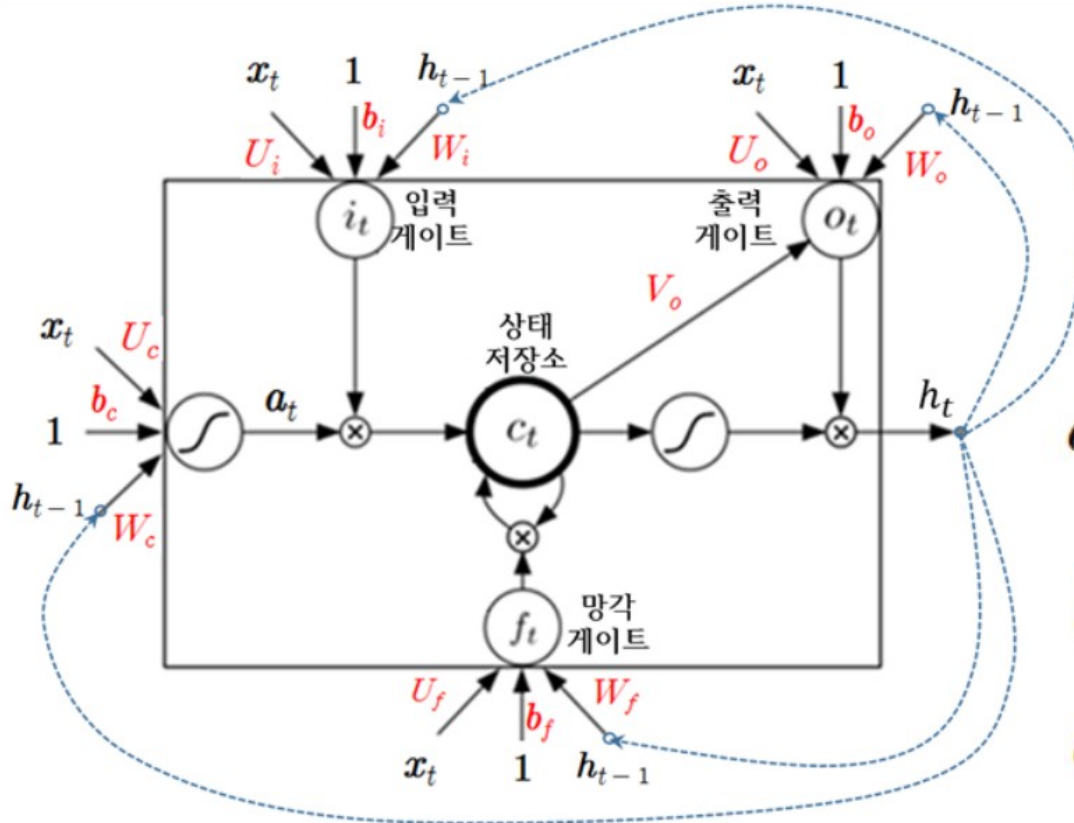 x_t 1 h_{t-1}
U_i b_i W_i
i_t
입력
게이트
x_t 1 h_{t-1}
U_o b_o W_o
출력
게이트
o_t
V_o
상태
저장소
c_t
x_t U_c
b_c
1
h_{t-1}
W_c
a_t
h_t
망각
게이트
f_t
U_f b_f W_f
x_t 1 h_{t-1}